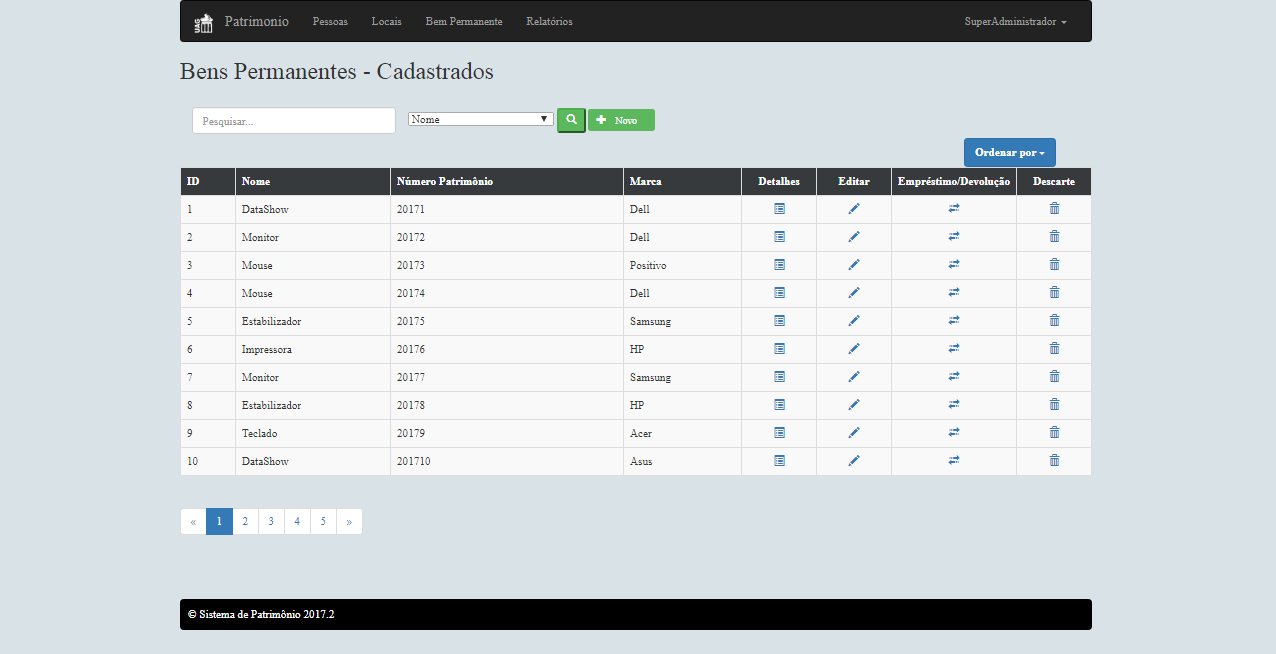 Patrimonio Pessoas Locais Bem Permanente Relatórios SuperAdministrador
Bens Permanentes - Cadastrados
Pesquisar... Nome Novo
Ordenar por
ID Nome Número Patrimônio Marca Detalhes Editar Empréstimo/Devolução Descarte
1 DataShow 20171 Dell
2 Monitor 20172 Dell
3 Mouse 20173 Positivo
4 Mouse 20174 Dell
5 Estabilizador 20175 Samsung
6 Impressora 20176 HP
7 Monitor 20177 Samsung
8 Estabilizador 20178 HP
9 Teclado 20179 Acer
10 DataShow 201710 Asus
« 1 2 3 4 5 »
© Sistema de Patrimônio 2017.2